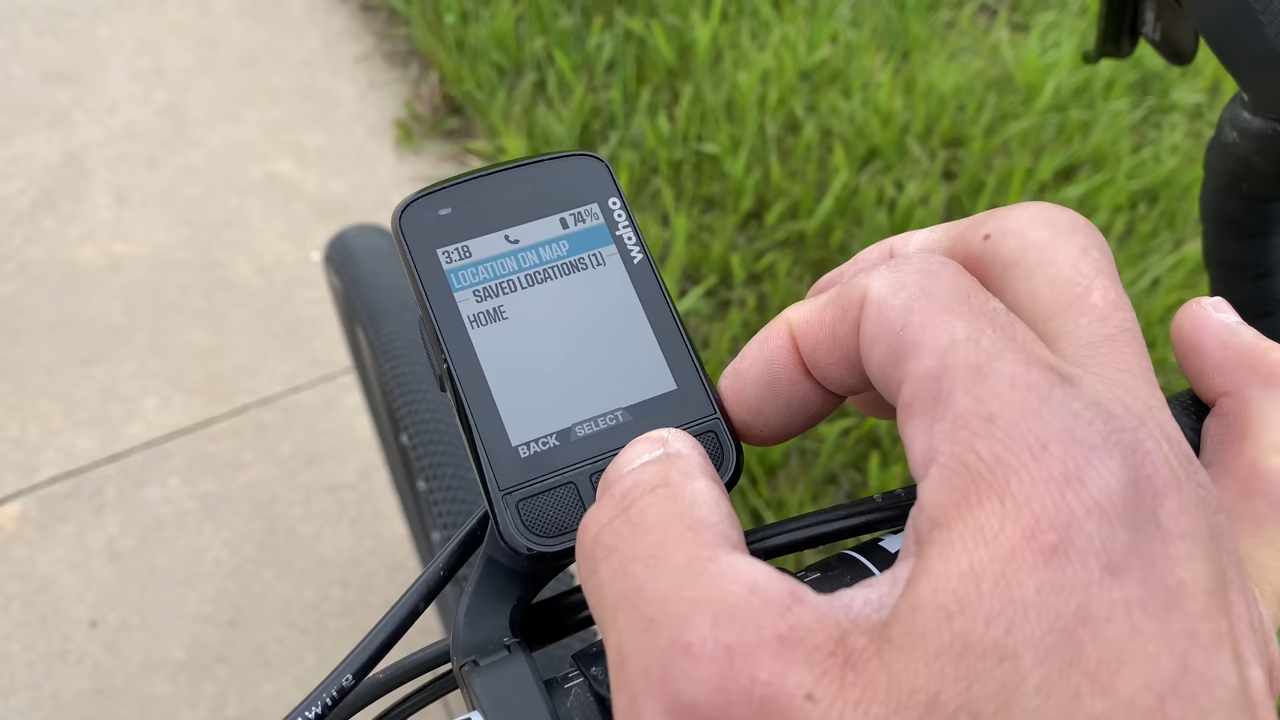 3:18 74%
LOCATION ON MAP
SAVED LOCATIONS (1)
HOME
BACK SELECT
wahoo